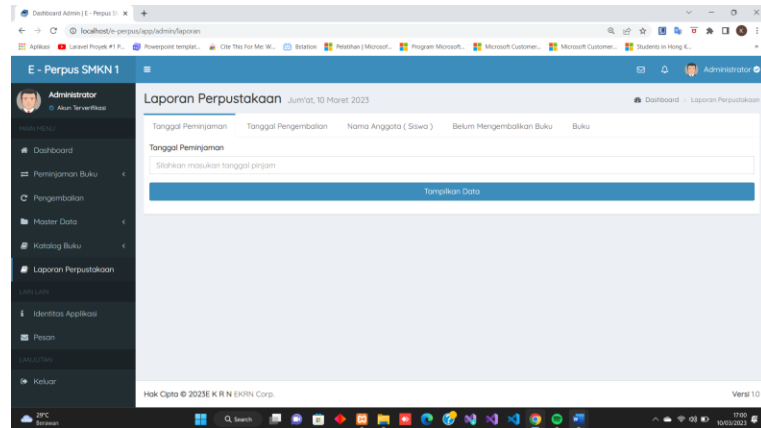 Dashboard Admin | E - Perpus S
localhost/e-perpus/app/admin/laporan
Aplikasi
Laravel Proyek #1 P...
Powerpoint templat...
Cite This For Me: W...
Pelatihan | Microsof...
Program Microsoft...
Microsoft Customer...
Microsoft Customer...
Students in Hong K...
E - Perpus SMKN 1
Administrator
Administrator
Akun Terverifikasi
Laporan Perpustakaan Jum'at, 10 Maret 2023
Dashboard > Laporan Perpustakaan
MAIN MENU
Dashboard
Peminjaman Buku
Pengembalian
Master Data
Katalog Buku
Laporan Perpustakaan
LAIN LAIN
Identitas Applikasi
Pesan
LANJUTAN
Keluar
Tanggal Peminjaman Tanggal Pengembalian Nama Anggota ( Siswa ) Belum Mengembalikan Buku Buku
Tanggal Peminjaman
Silahkan masukan tanggal pinjam
Tampilkan Data
Hak Cipta © 2023E K R N EKRN Corp.
Versi 1.0
29°C
Berawan
Search
17:00
10/03/2023